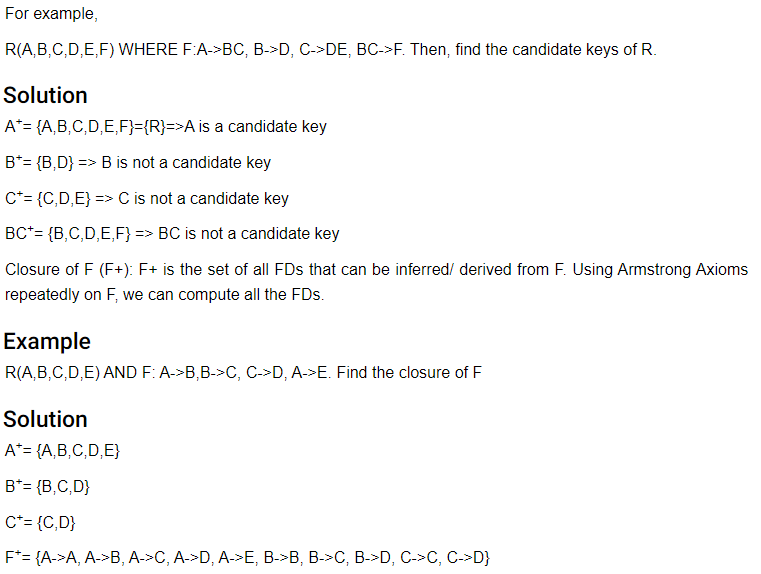 For example,
R(A,B,C,D,E,F) WHERE F:A->BC, B->D, C->DE, BC->F. Then, find the candidate keys of R.
Solution
A⁺= {A,B,C,D,E,F}={R}=>A is a candidate key
B⁺= {B,D} => B is not a candidate key
C⁺= {C,D,E} => C is not a candidate key
BC⁺= {B,C,D,E,F} => BC is not a candidate key
Closure of F (F+): F+ is the set of all FDs that can be inferred/ derived from F. Using Armstrong Axioms
repeatedly on F, we can compute all the FDs.
Example
R(A,B,C,D,E) AND F: A->B,B->C, C->D, A->E. Find the closure of F
Solution
A⁺= {A,B,C,D,E}
B⁺= {B,C,D}
C⁺= {C,D}
F⁺= {A->A, A->B, A->C, A->D, A->E, B->B, B->C, B->D, C->C, C->D}